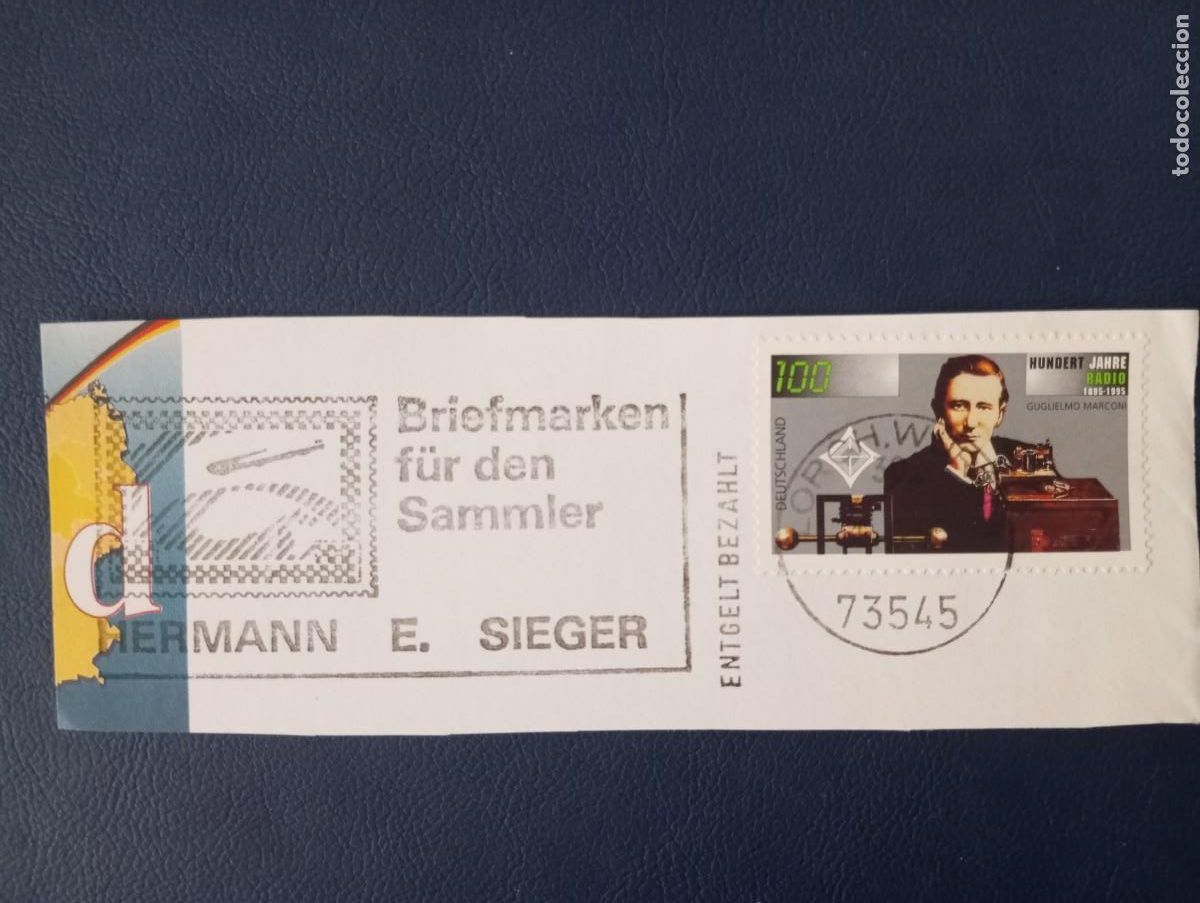 todocoleccion
d
Briefmarken
für den
Sammler
HERMANN E. SIEGER
ENTGELT BEZAHLT
100
HUNDERT JAHRE
RADIO
1895-1995
GUGLIELMO MARCONI
DEUTSCHLAND
LOR H.W
73545